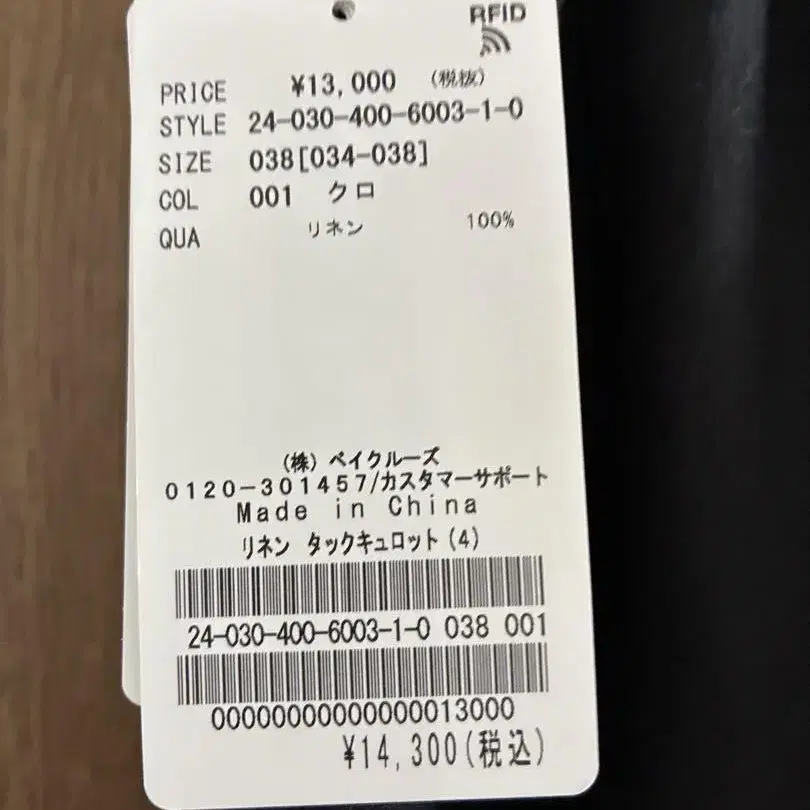 RFID
PRICE ¥13,000 (税抜)
STYLE 24-030-400-6003-1-0
SIZE 038[034-038]
COL 001 クロ
QUA リネン 100%
(株) ベイクルーズ
0120-301457/カスタマーサポート
Made in China
リネン タックキュロット(4)
24-030-400-6003-1-0 038 001
00000000000000013000
¥14,300(税込)